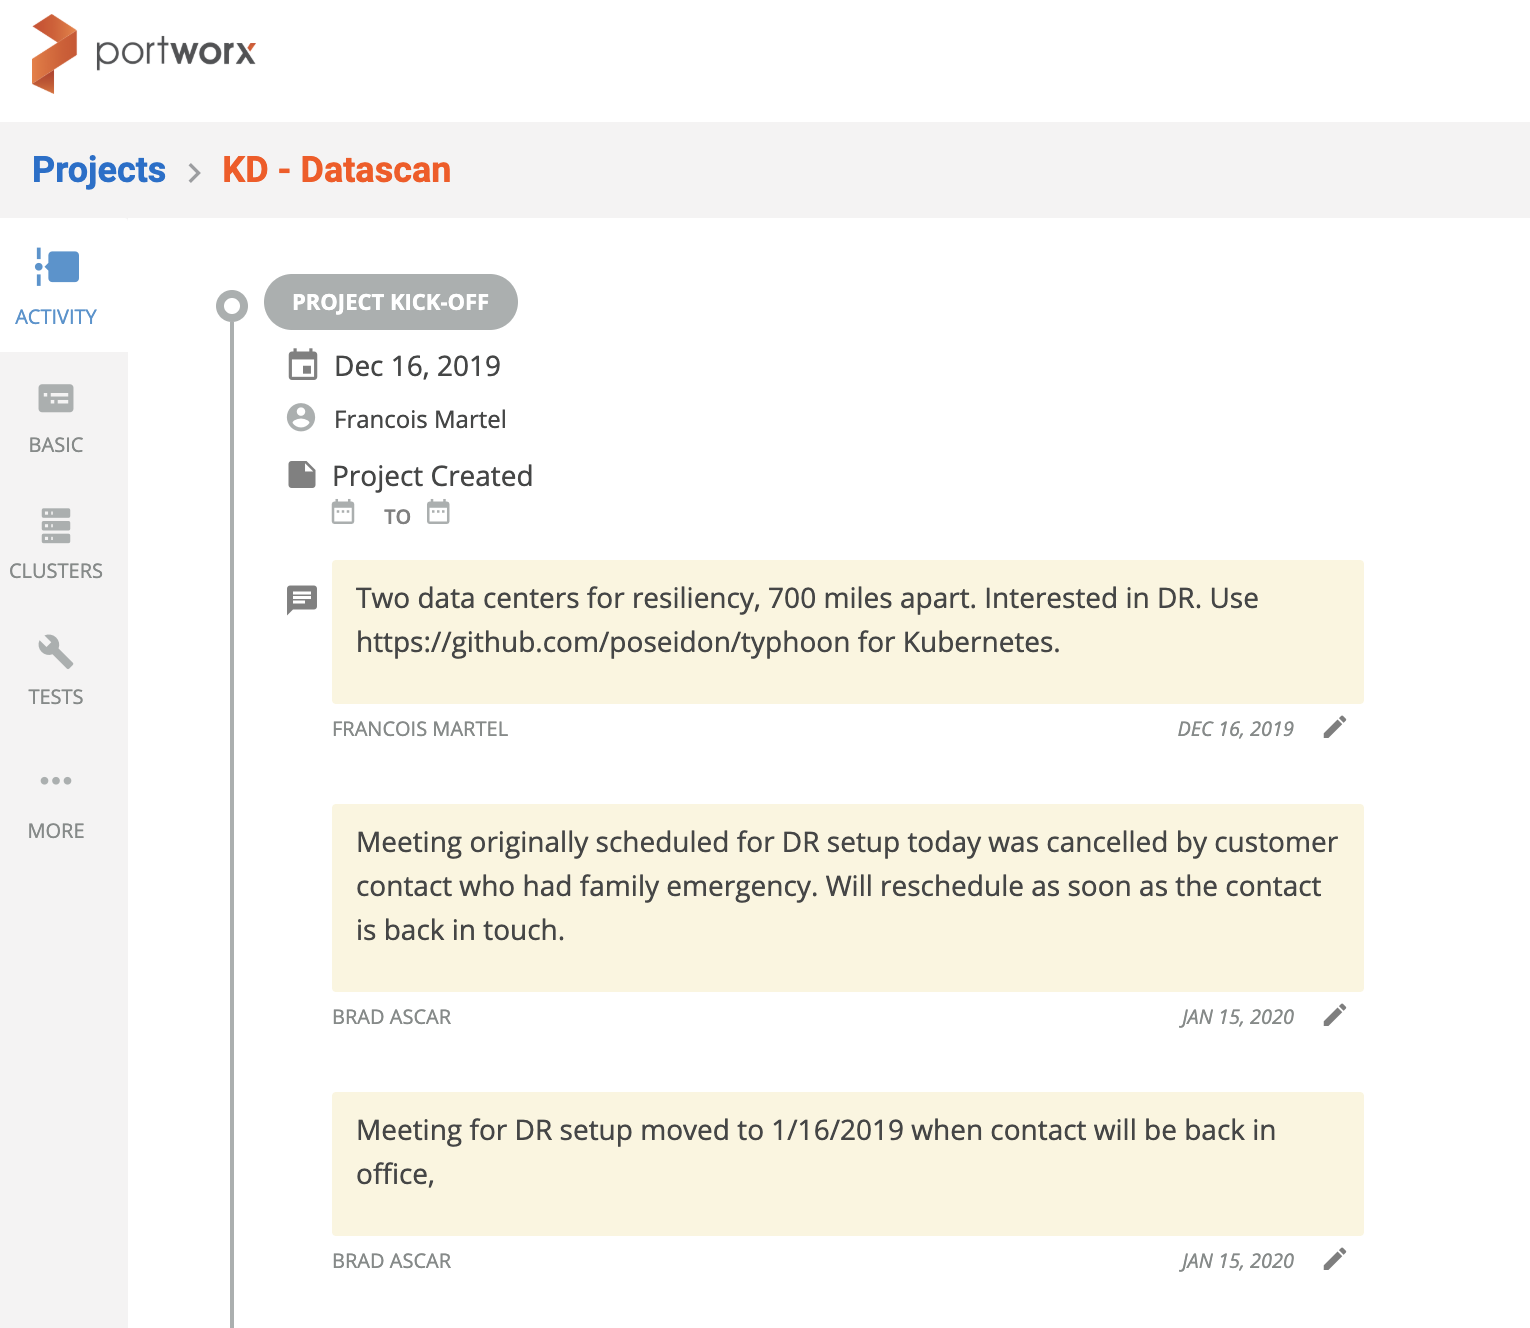 portworx
Projects > KD - Datascan
ACTIVITY
BASIC
CLUSTERS
TESTS
MORE
PROJECT KICK-OFF
Dec 16, 2019
Francois Martel
Project Created
TO
Two data centers for resiliency, 700 miles apart. Interested in DR. Use
https://github.com/poseidon/typhoon for Kubernetes.
FRANCOIS MARTEL DEC 16, 2019
Meeting originally scheduled for DR setup today was cancelled by customer
contact who had family emergency. Will reschedule as soon as the contact
is back in touch.
BRAD ASCAR JAN 15, 2020
Meeting for DR setup moved to 1/16/2019 when contact will be back in
office,
BRAD ASCAR JAN 15, 2020